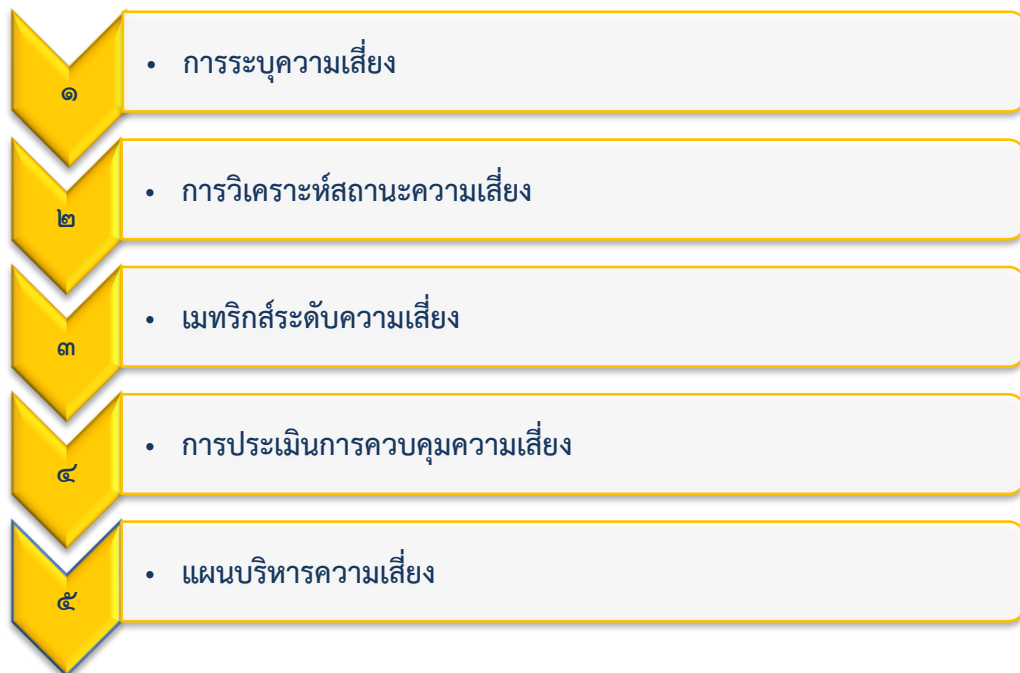 ๑
• การระบุความเสี่ยง
๒
• การวิเคราะห์สถานะความเสี่ยง
๓
• เมทริกส์ระดับความเสี่ยง
๔
• การประเมินการควบคุมความเสี่ยง
๕
• แผนบริหารความเสี่ยง